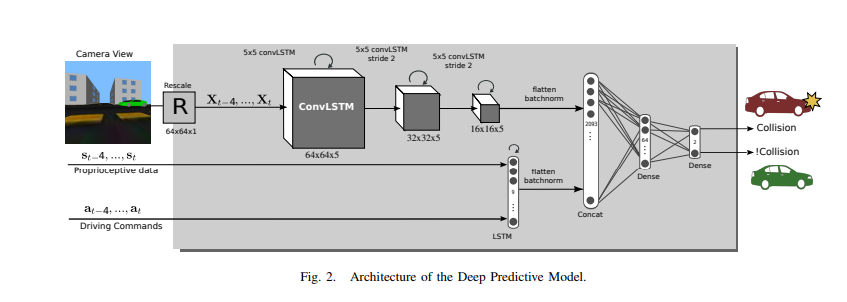 Camera View
Rescale
R
64x64x1
X_{t−4}, ..., X_t
5x5 convLSTM
ConvLSTM
64x64x5
5x5 convLSTM
stride 2
32x32x5
5x5 convLSTM
stride 2
16x16x5
flatten
batchnorm
s_{t−4}, ..., s_t
Proprioceptive data
a_{t−4}, ..., a_t
Driving Commands
9
LSTM
flatten
batchnorm
2093
Concat
64
Dense
2
Dense
Collision
!Collision
Fig. 2. Architecture of the Deep Predictive Model.